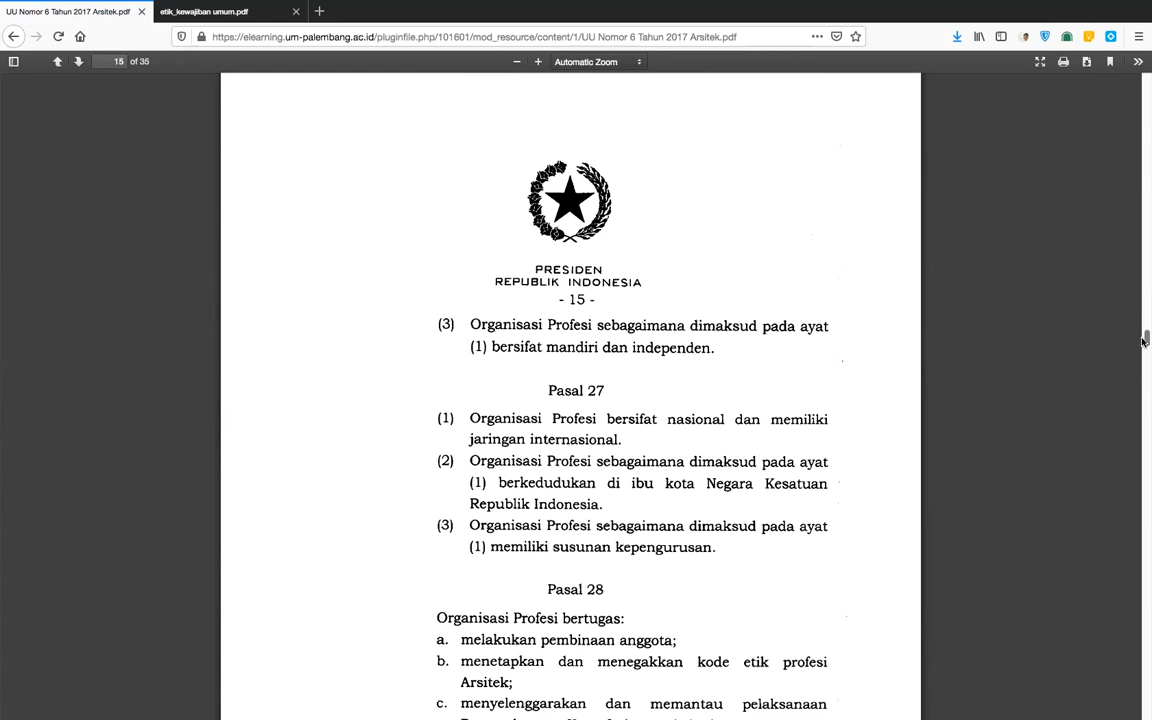 UU Nomor 6 Tahun 2017 Arsitek.pdf
etik_kewajiban umum.pdf
https://elearning.um-palembang.ac.id/pluginfile.php/101601/mod_resource/content/1/UU Nomor 6 Tahun 2017 Arsitek.pdf
15 of 35
Automatic Zoom
PRESIDEN
REPUBLIK INDONESIA
- 15 -
(3) Organisasi Profesi sebagaimana dimaksud pada ayat
(1) bersifat mandiri dan independen.
Pasal 27
(1) Organisasi Profesi bersifat nasional dan memiliki
jaringan internasional.
(2) Organisasi Profesi sebagaimana dimaksud pada ayat
(1) berkedudukan di ibu kota Negara Kesatuan
Republik Indonesia.
(3) Organisasi Profesi sebagaimana dimaksud pada ayat
(1) memiliki susunan kepengurusan.
Pasal 28
Organisasi Profesi bertugas:
a. melakukan pembinaan anggota;
b. menetapkan dan menegakkan kode etik profesi
Arsitek;
c. menyelenggarakan dan memantau pelaksanaan